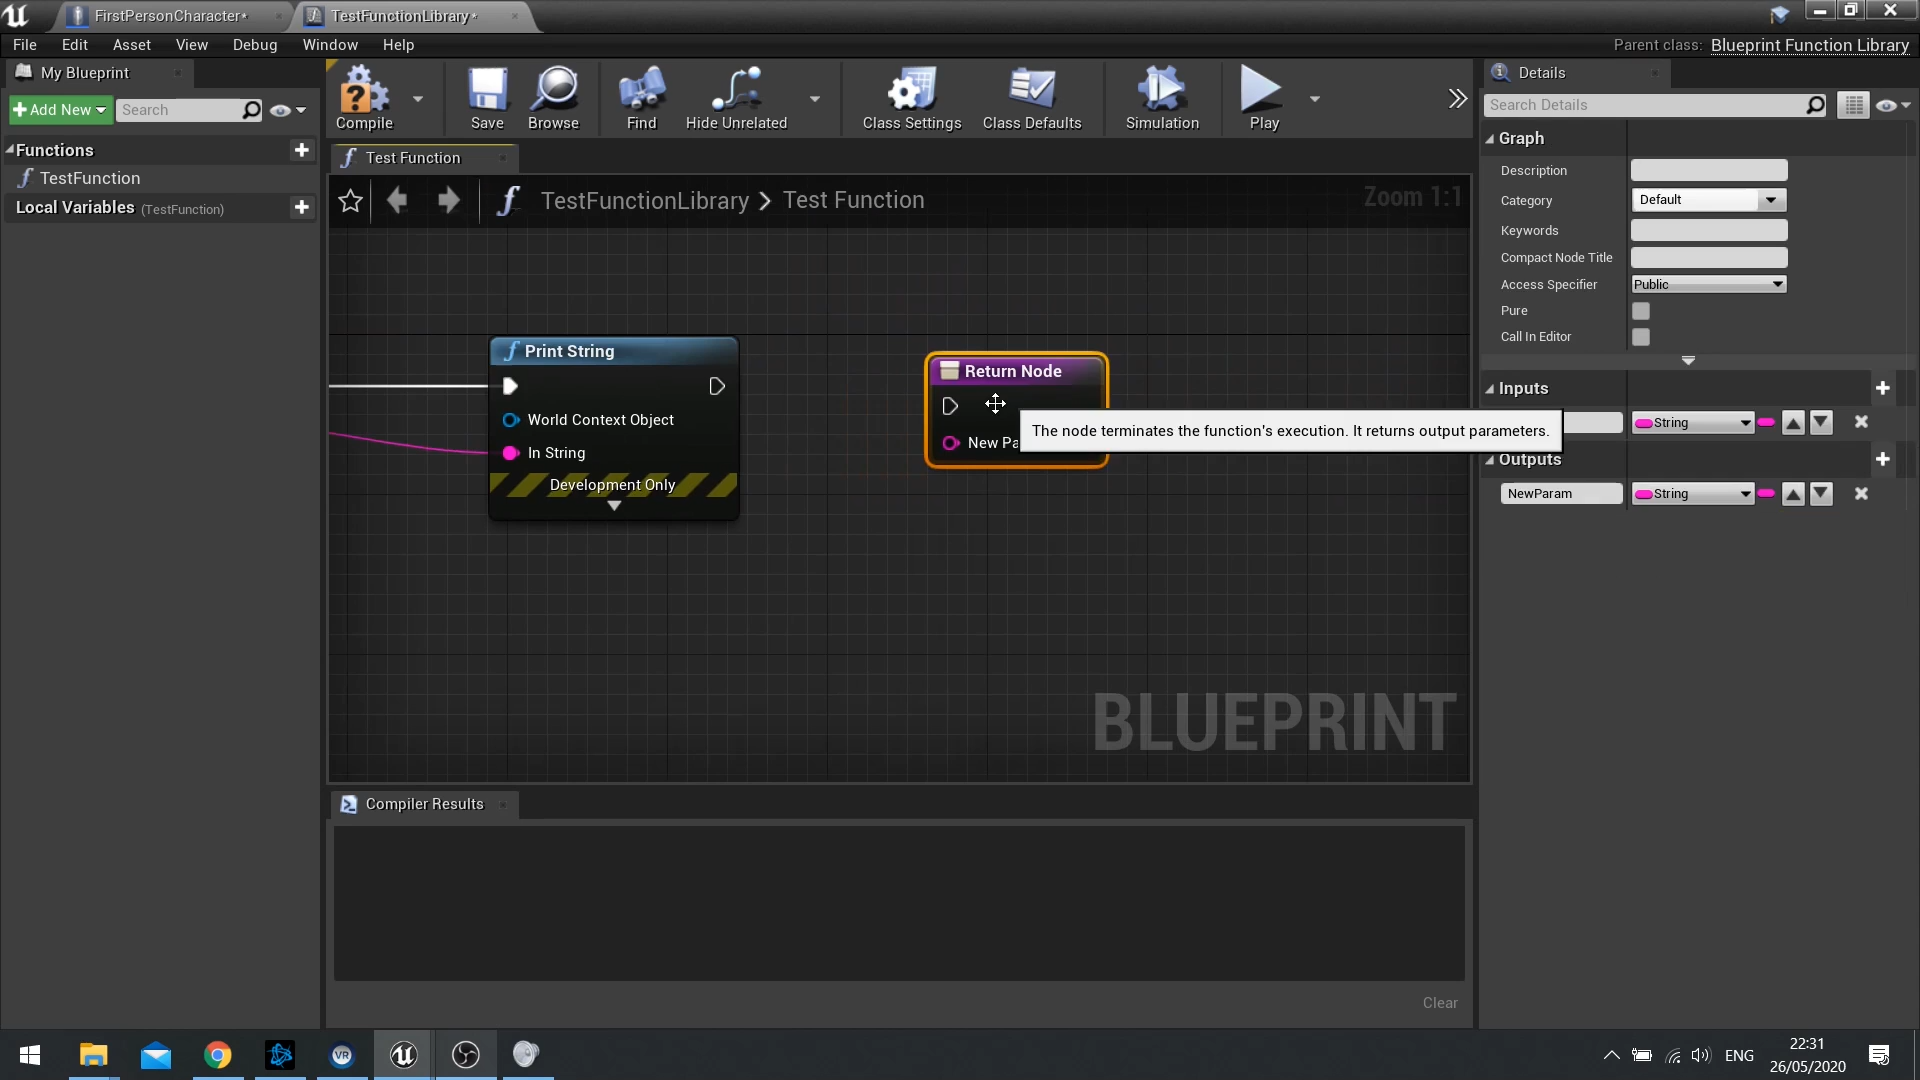 FirstPersonCharacter*
TestFunctionLibrary*
File Edit Asset View Debug Window Help
Parent class: Blueprint Function Library
My Blueprint
Add New
Search
Functions
TestFunction
Local Variables (TestFunction)
Compile
Save
Browse
Find
Hide Unrelated
Class Settings
Class Defaults
Simulation
Play
Test Function
TestFunctionLibrary > Test Function
Zoom 1:1
Print String
World Context Object
In String
Development Only
Return Node
New Pa
The node terminates the function's execution. It returns output parameters.
BLUEPRINT
Compiler Results
Clear
Details
Search Details
Graph
Description
Category Default
Keywords
Compact Node Title
Access Specifier Public
Pure
Call In Editor
Inputs
String
Outputs
NewParam String
VR
ENG
22:31
26/05/2020